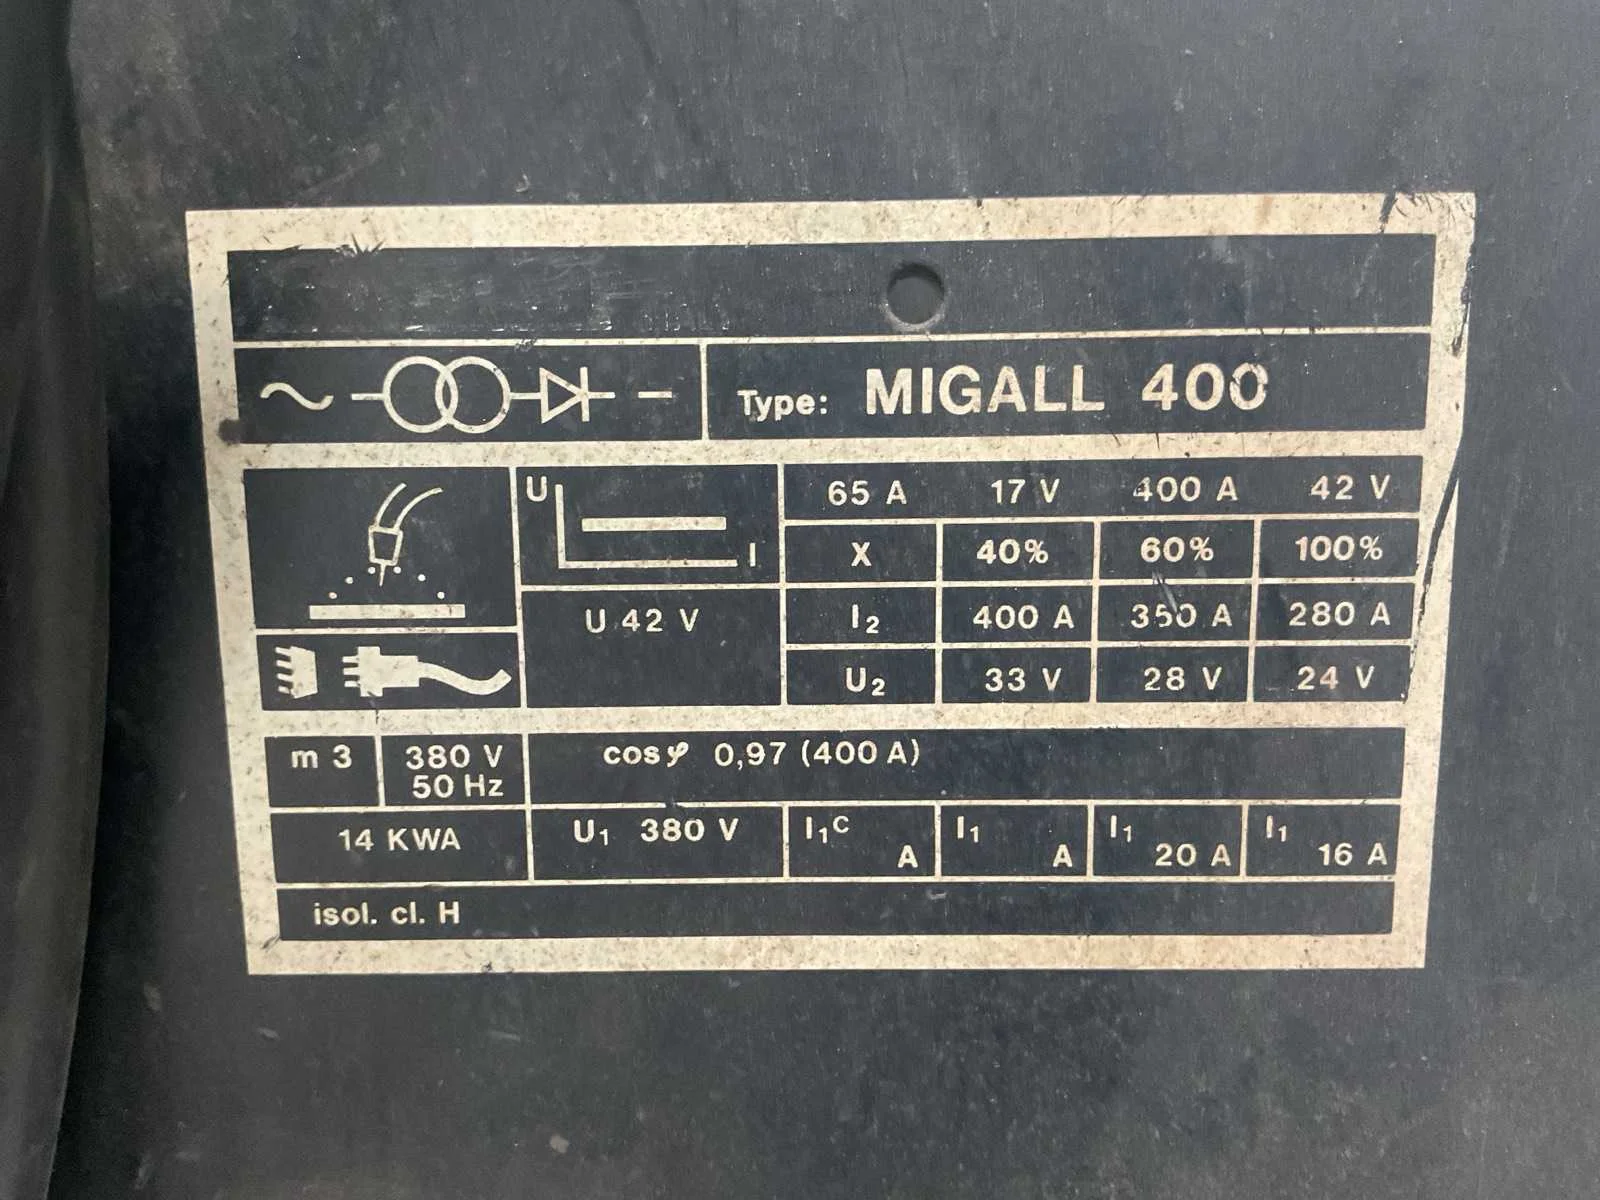 Type: MIGALL 400
U
I
65 A 17 V 400 A 42 V
X 40% 60% 100%
U 42 V
I₂ 400 A 350 A 280 A
U₂ 33 V 28 V 24 V
m 3
380 V
50 Hz
cosφ 0,97 (400 A)
14 KWA
U₁ 380 V
I₁C A
I₁ A
I₁ 20 A
I₁ 16 A
isol. cl. H